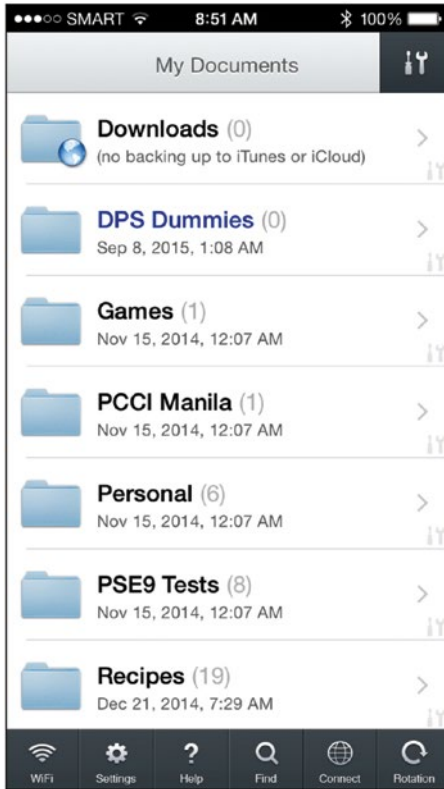 SMART 8:51 AM 100%
My Documents
Downloads (0)
(no backing up to iTunes or iCloud)
DPS Dummies (0)
Sep 8, 2015, 1:08 AM
Games (1)
Nov 15, 2014, 12:07 AM
PCCI Manila (1)
Nov 15, 2014, 12:07 AM
Personal (6)
Nov 15, 2014, 12:07 AM
PSE9 Tests (8)
Nov 15, 2014, 12:07 AM
Recipes (19)
Dec 21, 2014, 7:29 AM
WiFi Settings Help Find Connect Rotation